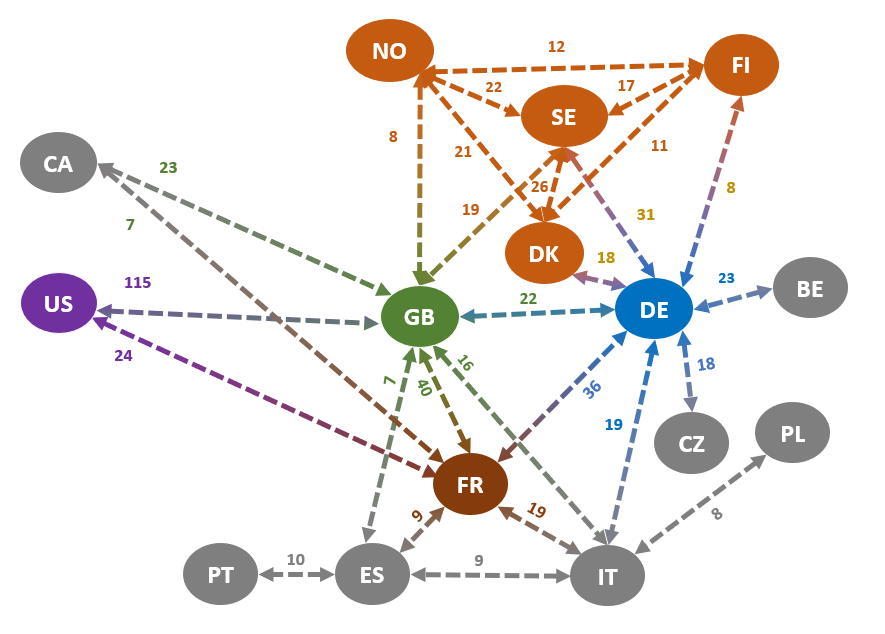 NO
12
FI
22
17
SE
8
21
11
CA
23
26
7
19
31
8
DK
18
US
115
GB
22
DE
23
BE
24
7
40
16
36
19
18
CZ
PL
FR
9
19
8
PT
10
ES
9
IT